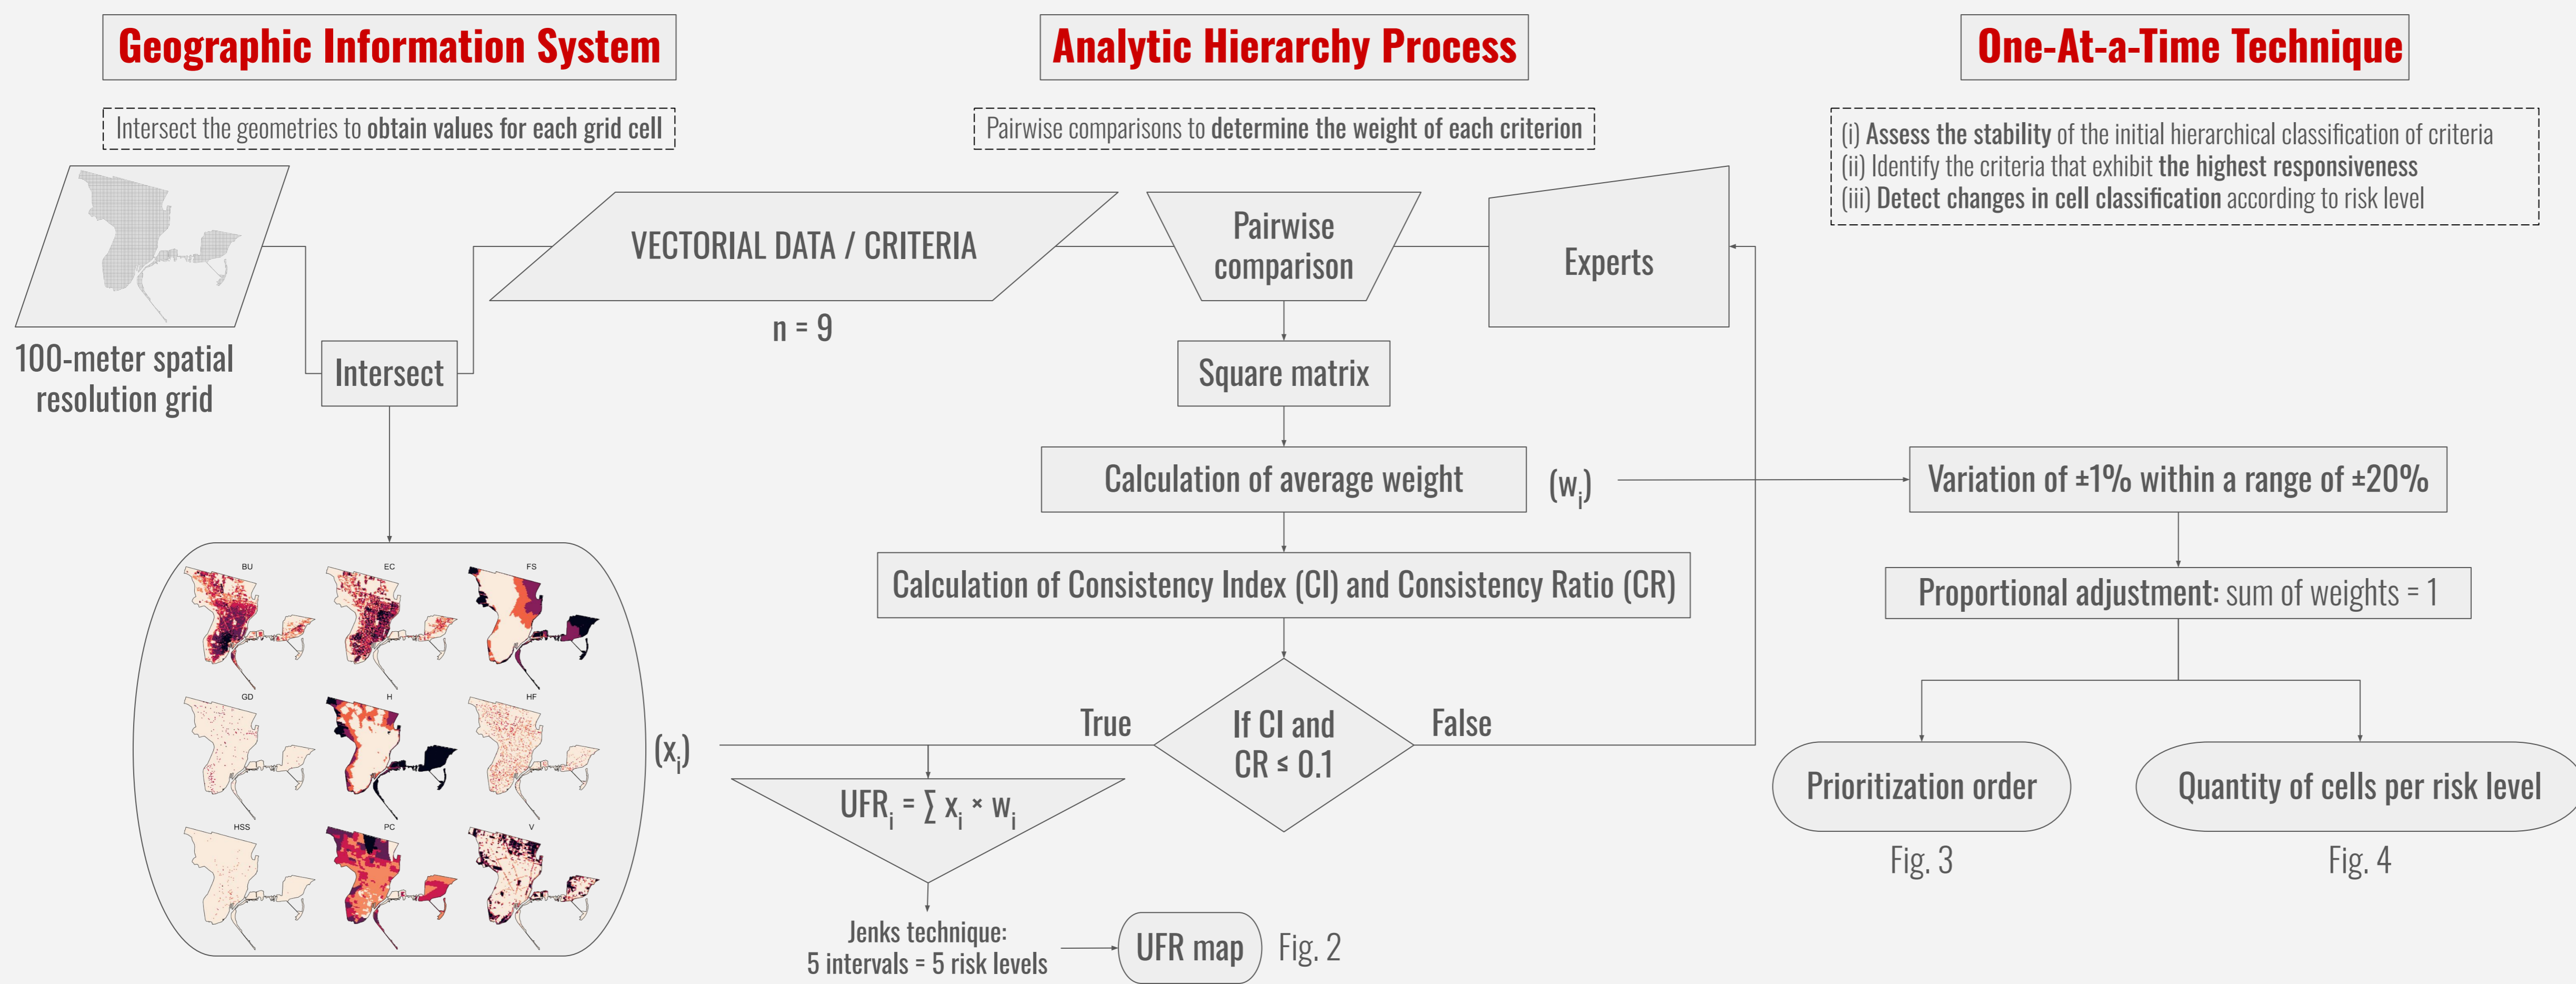 Geographic Information System
Intersect the geometries to obtain values for each grid cell
100-meter spatial
resolution grid
Intersect
VECTORIAL DATA / CRITERIA
n = 9
BU
EC
FS
GD
H
HF
HSS
PC
V
(xᵢ)
Analytic Hierarchy Process
Pairwise comparisons to determine the weight of each criterion
Pairwise
comparison
Experts
Square matrix
Calculation of average weight
(wᵢ)
Calculation of Consistency Index (CI) and Consistency Ratio (CR)
True
If CI and
CR ≤ 0.1
False
UFRᵢ = ∑ xᵢ × wᵢ
Jenks technique:
5 intervals = 5 risk levels
UFR map
Fig. 2
One-At-a-Time Technique
(i) Assess the stability of the initial hierarchical classification of criteria
(ii) Identify the criteria that exhibit the highest responsiveness
(iii) Detect changes in cell classification according to risk level
Variation of ±1% within a range of ±20%
Proportional adjustment: sum of weights = 1
Prioritization order
Fig. 3
Quantity of cells per risk level
Fig. 4